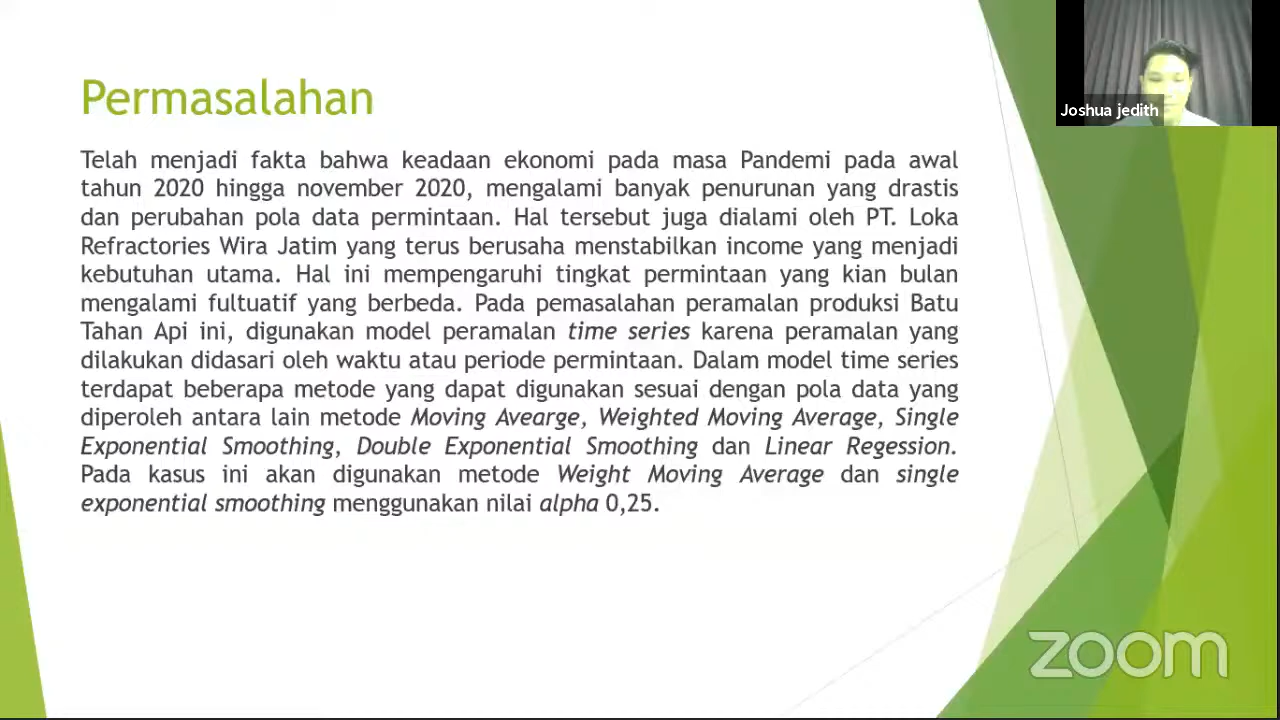 Permasalahan
Joshua jedith
Telah menjadi fakta bahwa keadaan ekonomi pada masa Pandemi pada awal
tahun 2020 hingga november 2020, mengalami banyak penurunan yang drastis
dan perubahan pola data permintaan. Hal tersebut juga dialami oleh PT. Loka
Refractories Wira Jatim yang terus berusaha menstabilkan income yang menjadi
kebutuhan utama. Hal ini mempengaruhi tingkat permintaan yang kian bulan
mengalami fultuatif yang berbeda. Pada pemasalahan peramalan produksi Batu
Tahan Api ini, digunakan model peramalan time series karena peramalan yang
dilakukan didasari oleh waktu atau periode permintaan. Dalam model time series
terdapat beberapa metode yang dapat digunakan sesuai dengan pola data yang
diperoleh antara lain metode Moving Avearge, Weighted Moving Average, Single
Exponential Smoothing, Double Exponential Smoothing dan Linear Regession.
Pada kasus ini akan digunakan metode Weight Moving Average dan single
exponential smoothing menggunakan nilai alpha 0,25.
zoom